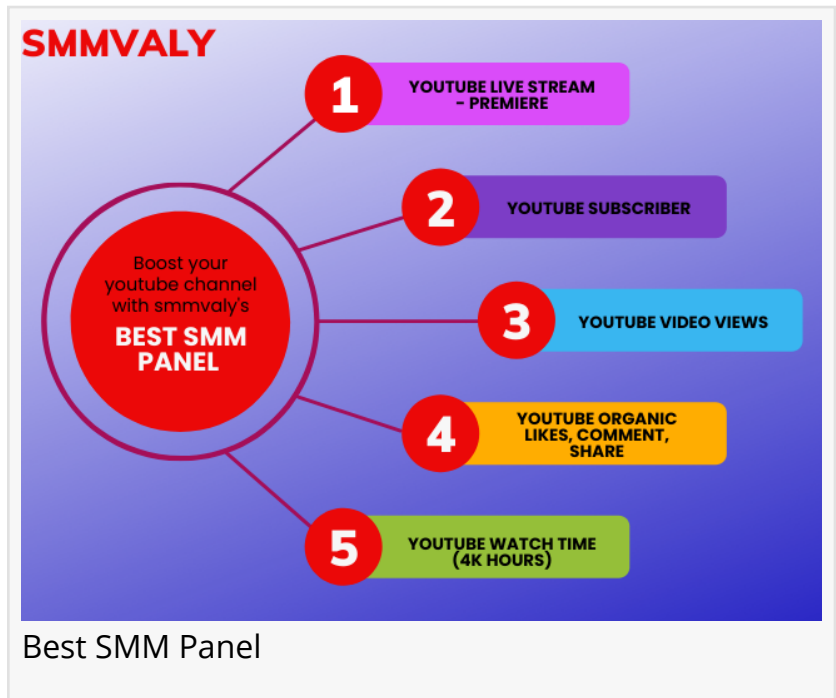 SMMVALY
1
YOUTUBE LIVE STREAM
- PREMIERE
2
YOUTUBE SUBSCRIBER
Boost your
youtube channel
with smmvaly's
BEST SMM
PANEL
3
YOUTUBE VIDEO VIEWS
4
YOUTUBE ORGANIC
LIKES, COMMENT,
SHARE
5
YOUTUBE WATCH TIME
(4K HOURS)
Best SMM Panel